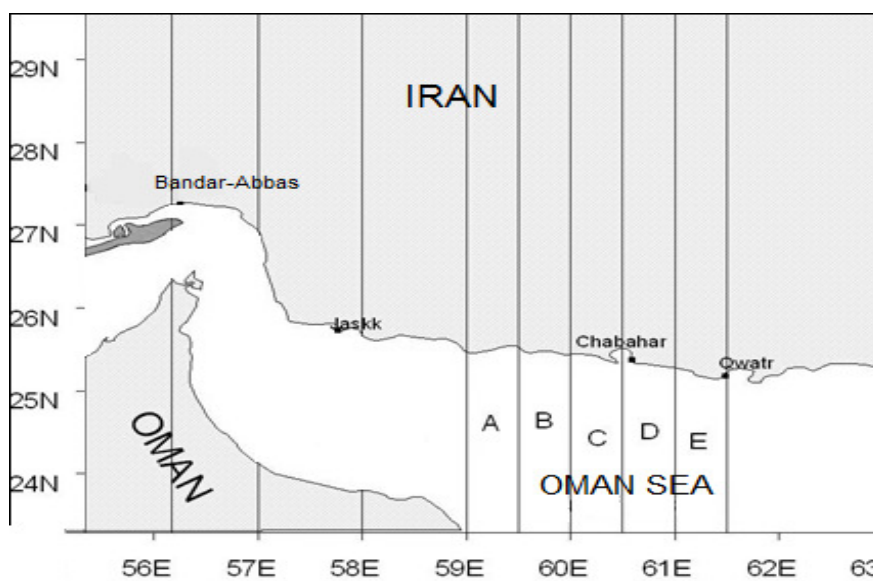 29N
IRAN
28N
Bandar-Abbas
27N
26N
Jaskk
Chabahar
Qwatr
25N
A
B
C
D
E
OMAN
24N
OMAN SEA
56E
57E
58E
59E
60E
61E
62E
63